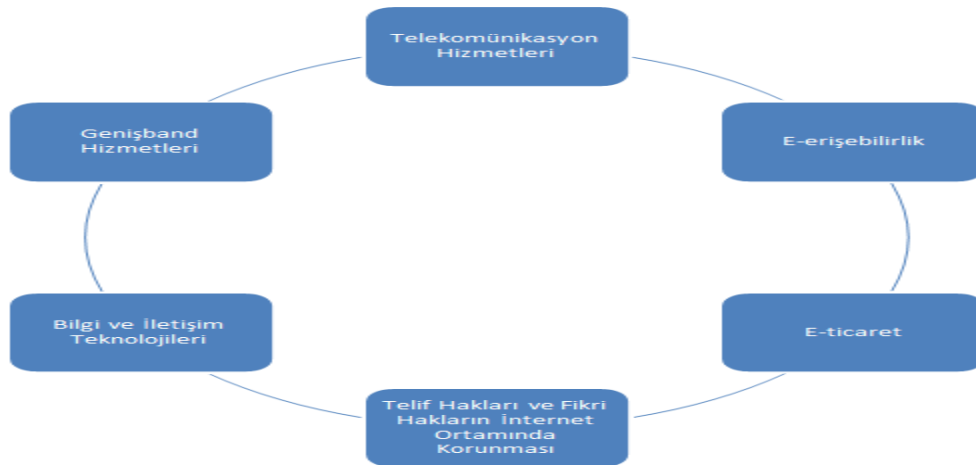 Telekomünikasyon
Hizmetleri
E-erişebilirlik
E-ticaret
Telif Hakları ve Fikri
Hakların İnternet
Ortamında
Korunması
Bilgi ve İletişim
Teknolojileri
Genişband
Hizmetleri